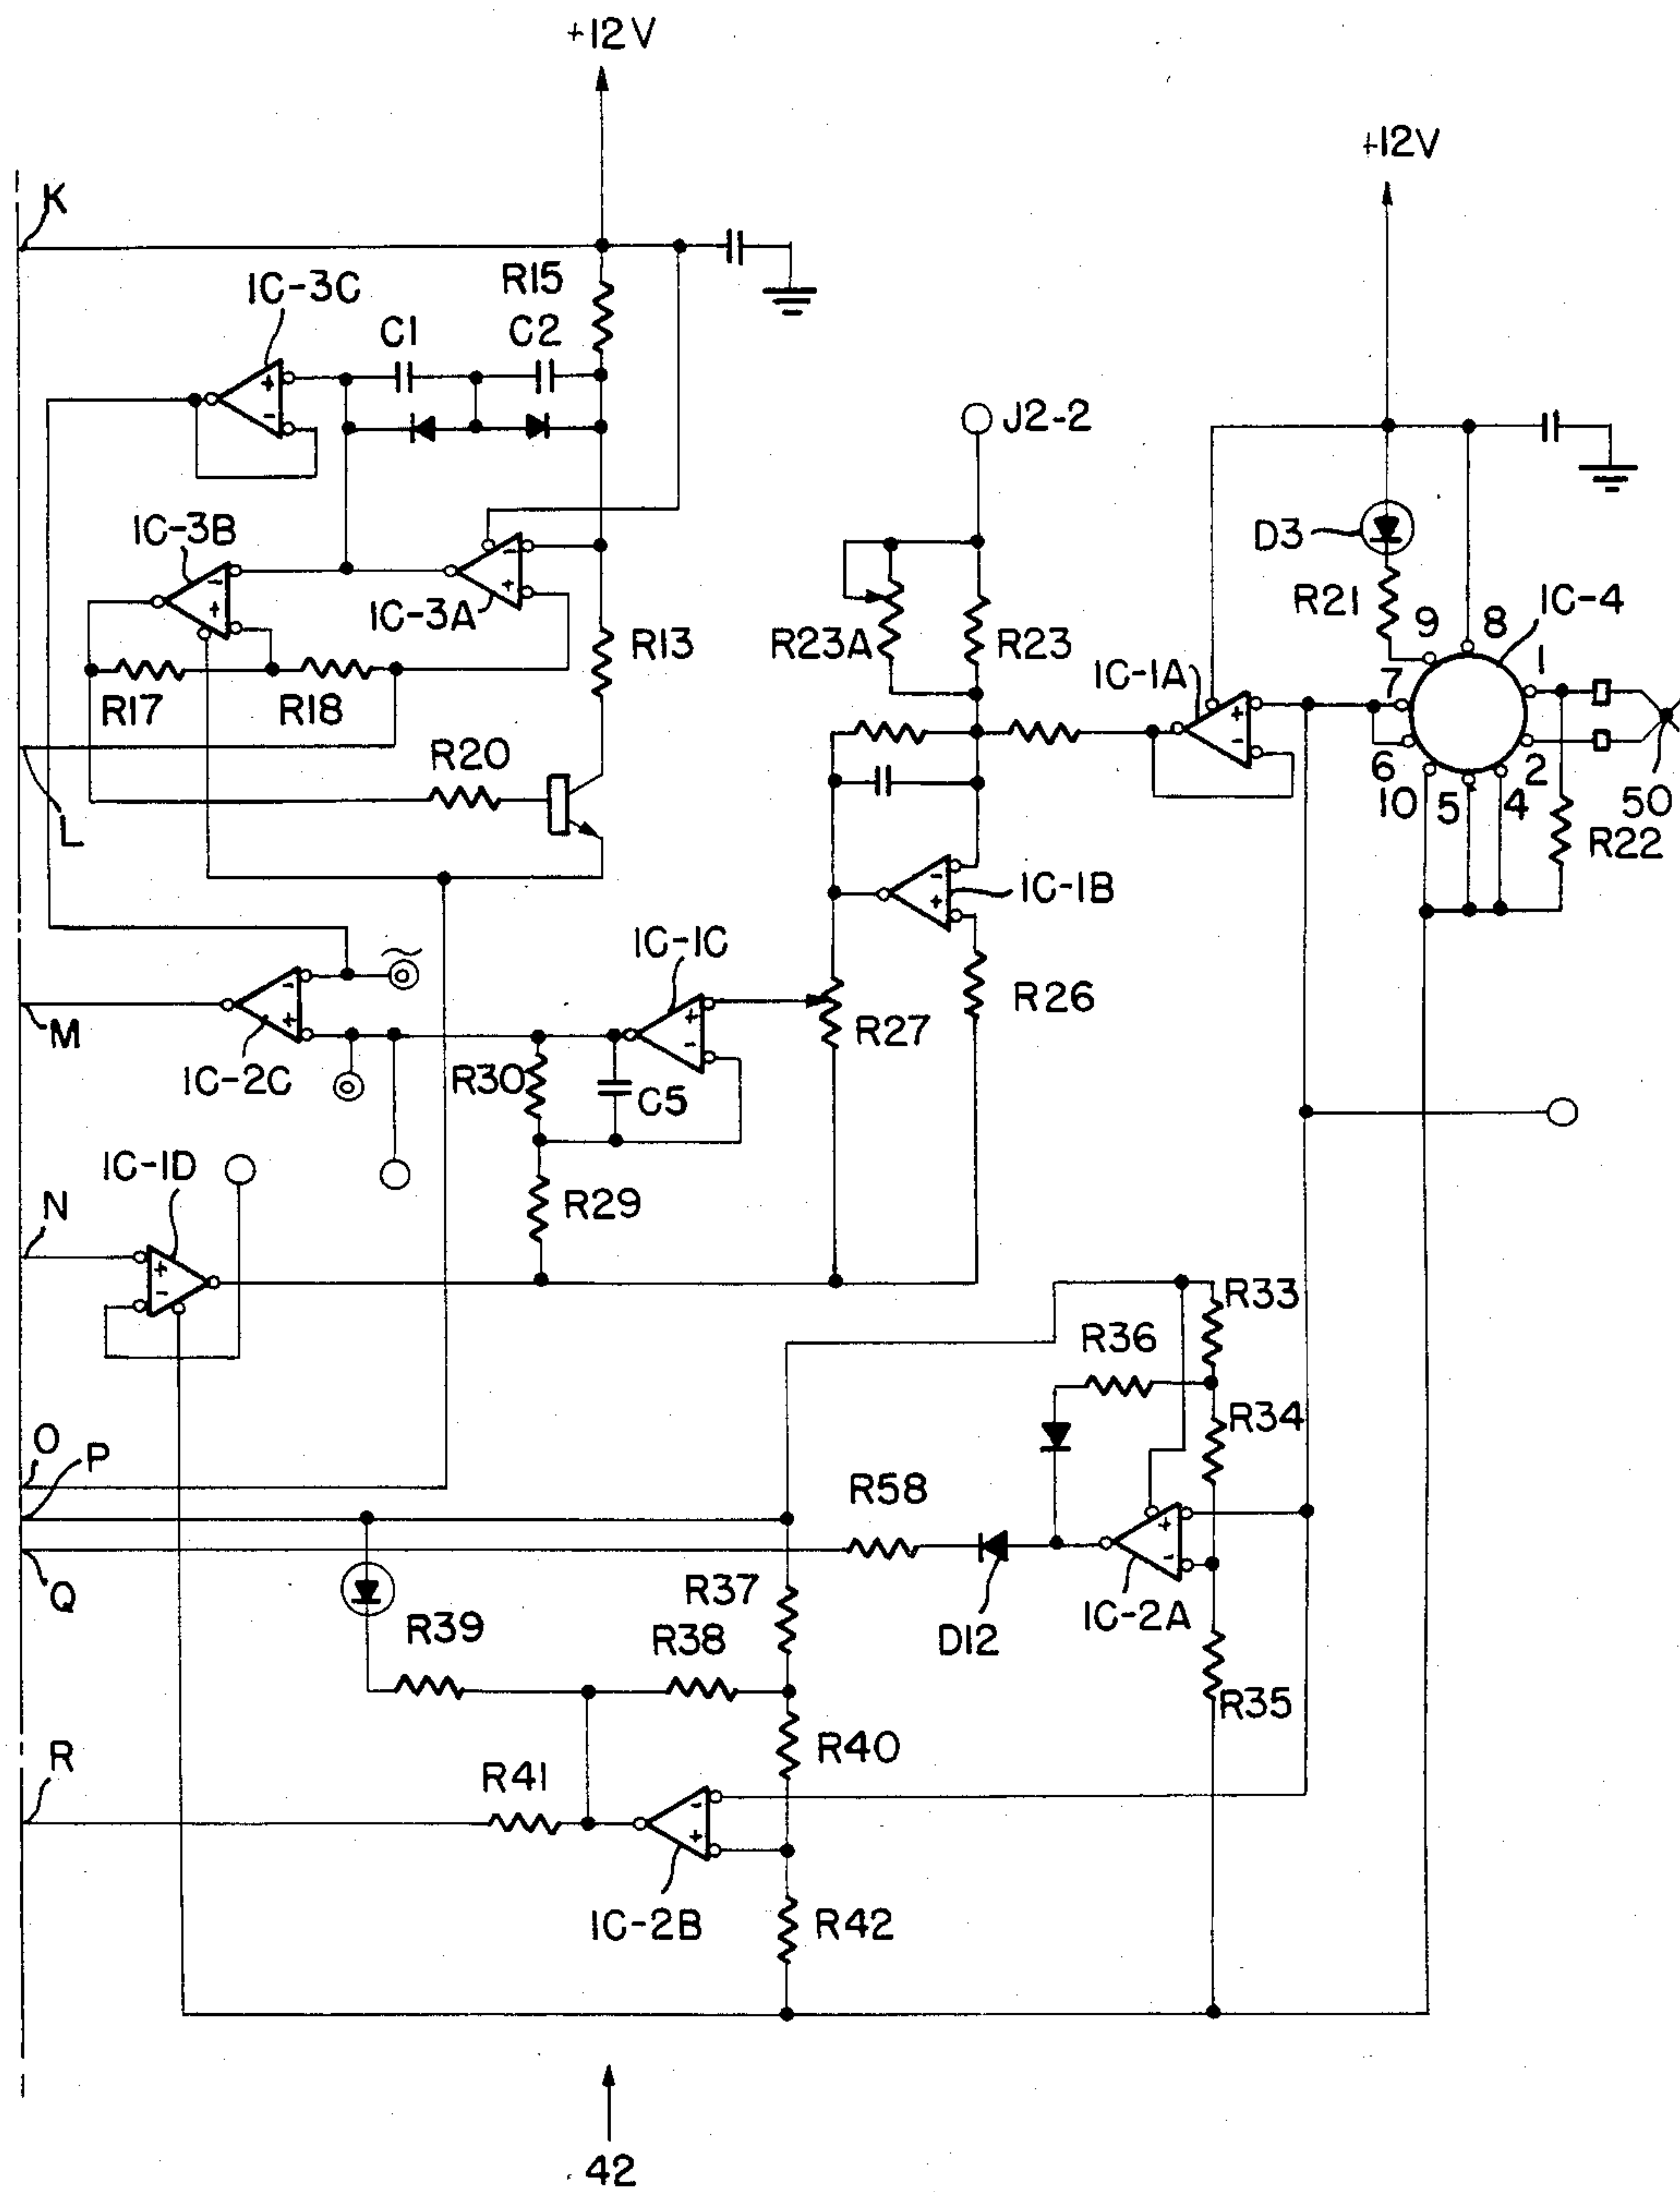 +12V
+12V
K
R15
IC-3C
C1
C2
J2-2
IC-3B
D3
IC-3A
R21
IC-4
9
8
R13
R23A
R23
1
IC-1A
7
R17
R18
R20
6
2
10
5
4
50
L
R22
IC-1B
IC-1C
R26
M
R27
IC-2C
R30
C5
IC-1D
N
R29
R33
R36
O
P
R34
R58
Q
R37
R39
R38
D12
IC-2A
R35
R
R41
R40
IC-2B
R42
42